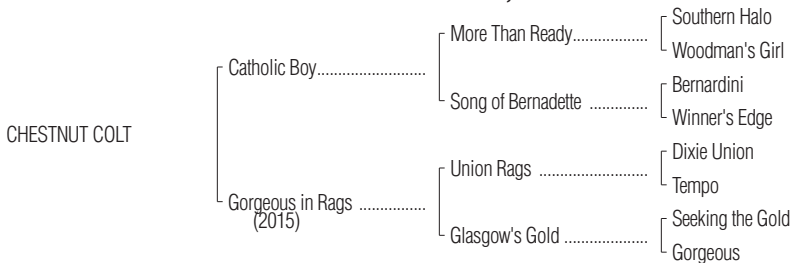 Southern Halo
More Than Ready.................
Woodman's Girl
Catholic Boy..........................
Bernardini
Song of Bernadette ..............
Winner's Edge
CHESTNUT COLT
Dixie Union
Union Rags ..........................
Tempo
Gorgeous in Rags ................
(2015)
Seeking the Gold
Glasgow's Gold ....................
Gorgeous